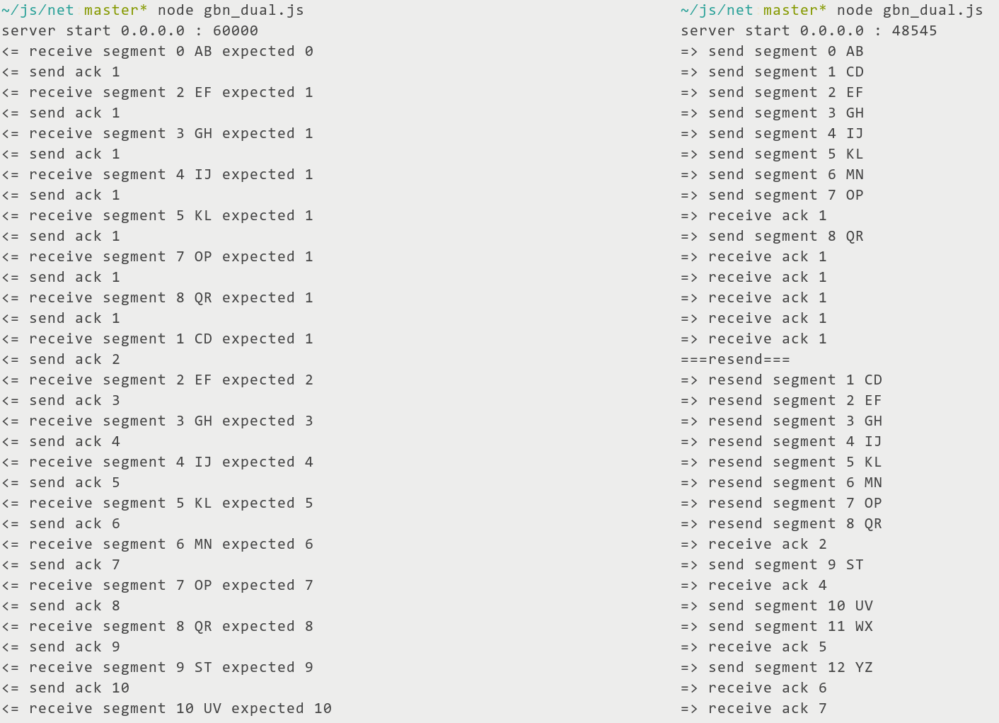 ~/js/net master* node gbn_dual.js
server start 0.0.0.0 : 60000
<= receive segment 0 AB expected 0
<= send ack 1
<= receive segment 2 EF expected 1
<= send ack 1
<= receive segment 3 GH expected 1
<= send ack 1
<= receive segment 4 IJ expected 1
<= send ack 1
<= receive segment 5 KL expected 1
<= send ack 1
<= receive segment 7 OP expected 1
<= send ack 1
<= receive segment 8 QR expected 1
<= send ack 1
<= receive segment 1 CD expected 1
<= send ack 2
<= receive segment 2 EF expected 2
<= send ack 3
<= receive segment 3 GH expected 3
<= send ack 4
<= receive segment 4 IJ expected 4
<= send ack 5
<= receive segment 5 KL expected 5
<= send ack 6
<= receive segment 6 MN expected 6
<= send ack 7
<= receive segment 7 OP expected 7
<= send ack 8
<= receive segment 8 QR expected 8
<= send ack 9
<= receive segment 9 ST expected 9
<= send ack 10
<= receive segment 10 UV expected 10
~/js/net master* node gbn_dual.js
server start 0.0.0.0 : 48545
=> send segment 0 AB
=> send segment 1 CD
=> send segment 2 EF
=> send segment 3 GH
=> send segment 4 IJ
=> send segment 5 KL
=> send segment 6 MN
=> send segment 7 OP
=> receive ack 1
=> send segment 8 QR
=> receive ack 1
=> receive ack 1
=> receive ack 1
=> receive ack 1
=> receive ack 1
===resend===
=> resend segment 1 CD
=> resend segment 2 EF
=> resend segment 3 GH
=> resend segment 4 IJ
=> resend segment 5 KL
=> resend segment 6 MN
=> resend segment 7 OP
=> resend segment 8 QR
=> receive ack 2
=> send segment 9 ST
=> receive ack 4
=> send segment 10 UV
=> send segment 11 WX
=> receive ack 5
=> send segment 12 YZ
=> receive ack 6
=> receive ack 7